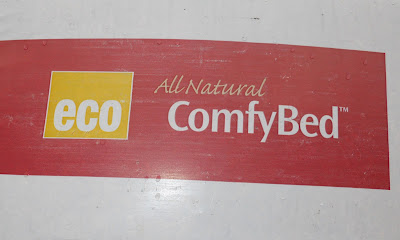 eco
All Natural
ComfyBed™